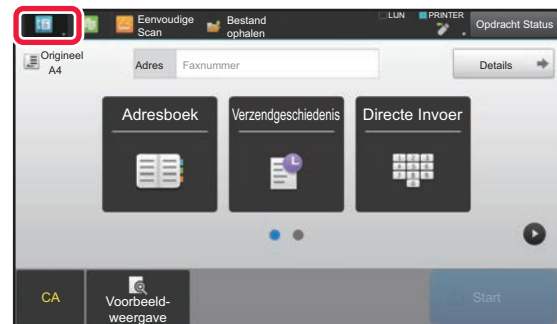 Eenvoudige
Scan
Bestand
ophalen
LUN
PRINTER
Opdracht Status
Origineel
A4
Adres
Faxnummer
Details
Adresboek
Verzendgeschiedenis
Directe Invoer
CA
Voorbeeld-
weergave
Start